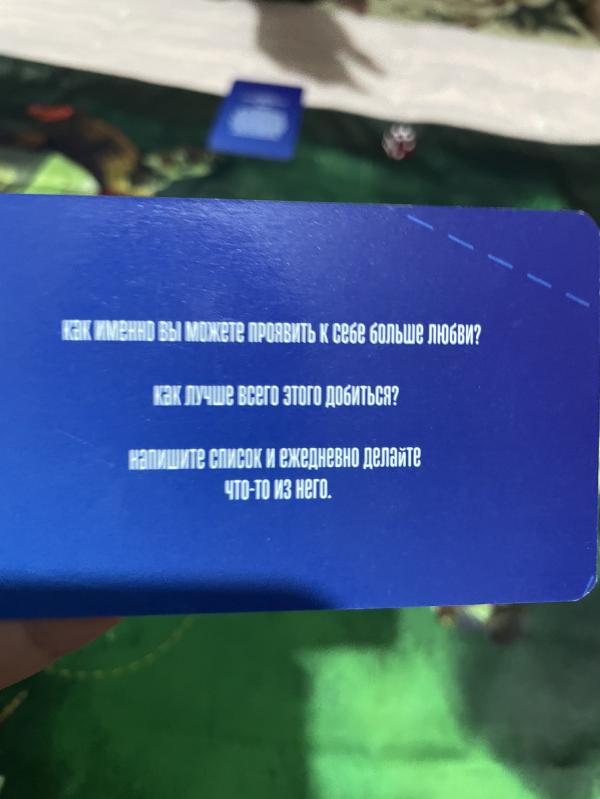 как именно вы можете проявить к себе больше любви?
как лучше всего этого добиться?
напишите список и ежедневно делайте
что-то из него.